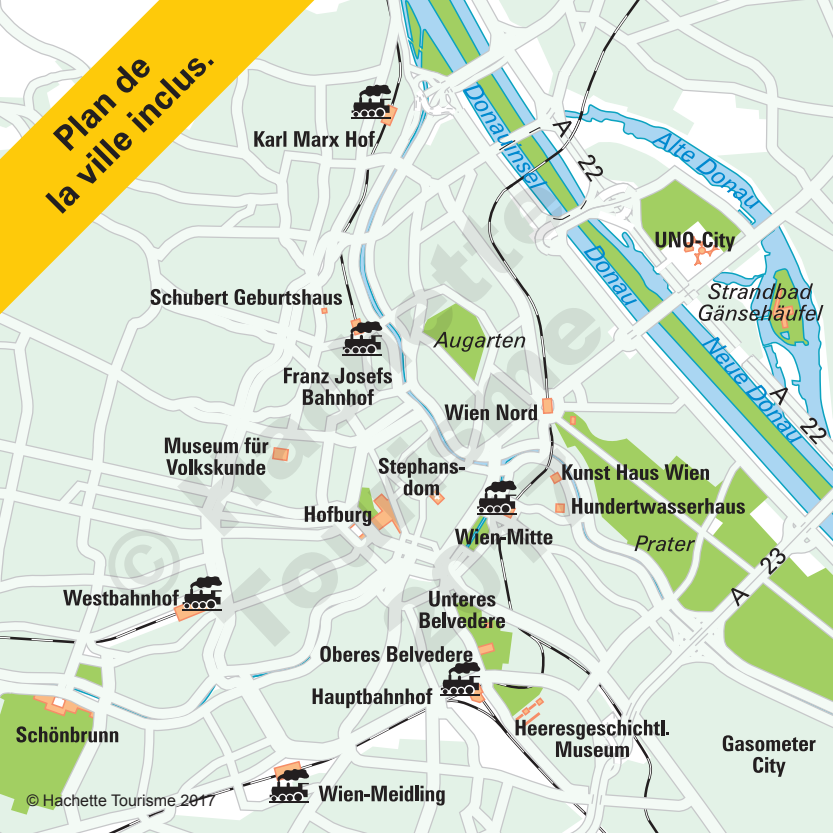 Plan de
la ville inclus.
Karl Marx Hof
Donauinsel
A 22
Alte Donau
UNO-City
Donau
Strandbad
Gänsehäufel
Schubert Geburtshaus
Augarten
Neue Donau
Franz Josefs
Bahnhof
A 22
Wien Nord
Museum für
Volkskunde
Stephans-
dom
Kunst Haus Wien
Hofburg
Hundertwasserhaus
Wien-Mitte
Prater
A 23
Westbahnhof
Unteres
Belvedere
Oberes Belvedere
Hauptbahnhof
Schönbrunn
Heeresgeschichtl.
Museum
Gasometer
City
Wien-Meidling
© Hachette Tourisme 2017
© Hachette
Tourisme
2017